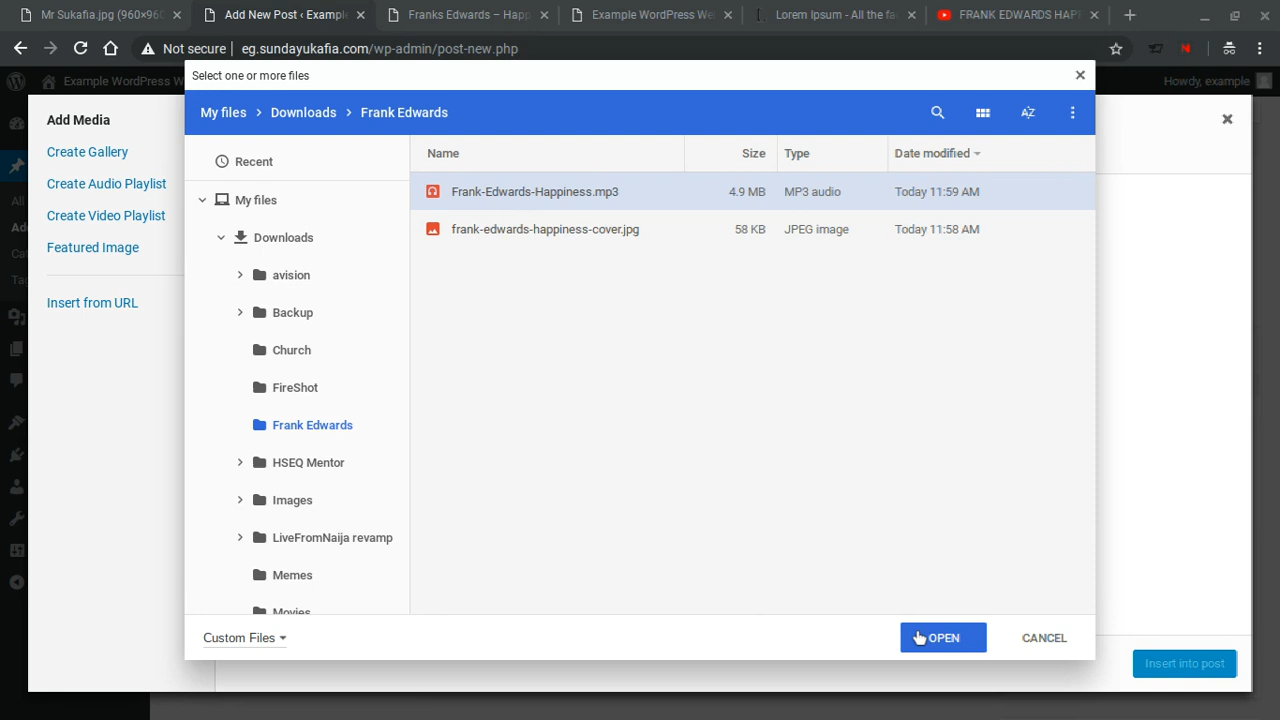 Mr Sukafia.jpg (960×960
Add New Post ‹ Example
Franks Edwards – Happ
Example WordPress We
Lorem Ipsum - All the fa
FRANK EDWARDS HAP
Not secure | eg.sundayukafia.com/wp-admin/post-new.php
Example WordPress W
Howdy, example
Select one or more files
My files > Downloads > Frank Edwards
AZ
Add Media
Create Gallery
Create Audio Playlist
Create Video Playlist
Featured Image
Insert from URL
All
Ad
Ca
Tag
Recent
My files
Downloads
avision
Backup
Church
FireShot
Frank Edwards
HSEQ Mentor
Images
LiveFromNaija revamp
Memes
Movies
Name Size Type Date modified
Frank-Edwards-Happiness.mp3 4.9 MB MP3 audio Today 11:59 AM
frank-edwards-happiness-cover.jpg 58 KB JPEG image Today 11:58 AM
Custom Files
OPEN
CANCEL
Insert into post